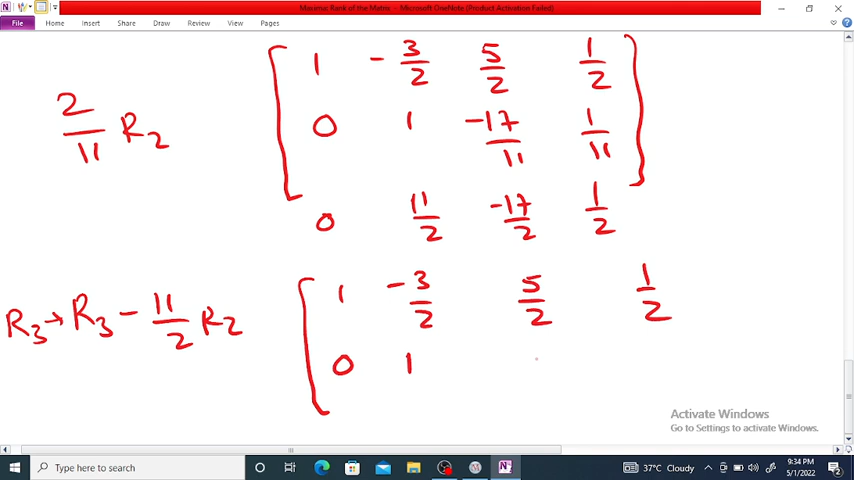 Maxima: Rank of the Matrix -- Microsoft OneNote (Product Activation Failed)
File Home Insert Draw Share Review View Pages
1 -3/2 5/2 1/2
2/11 R2 0 1 -17/11 1/11
0 11/2 -17/2 1/2
R3→R3 - 11/2 R2 1 -3/2 5/2 1/2
0 1
Activate Windows
Go to Settings to activate Windows.
Type here to search
37°C Cloudy
9:34 PM
5/1/2022
2